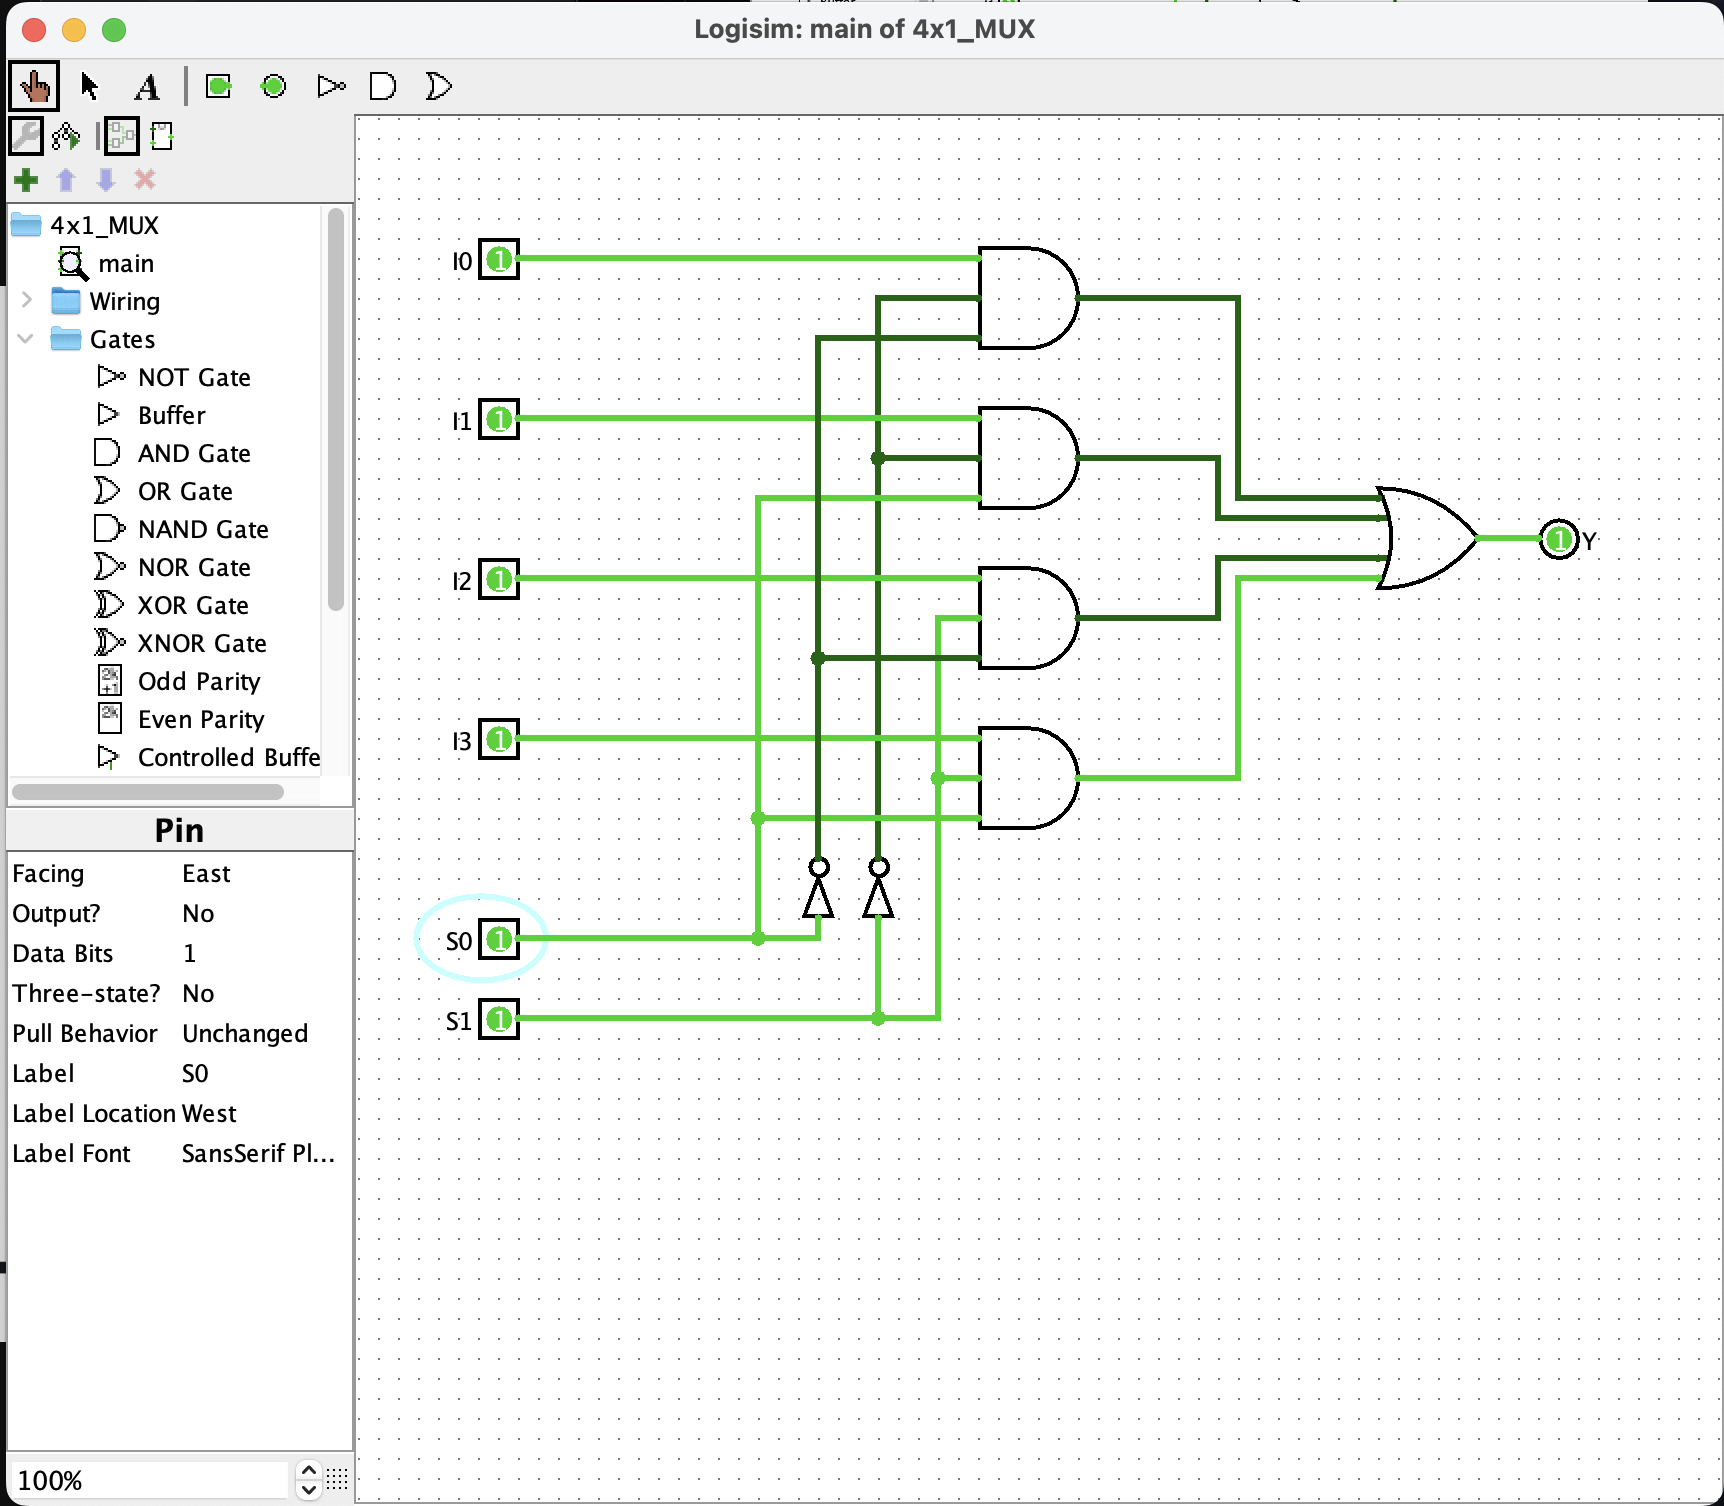 Logisim: main of 4x1_MUX
A
4x1_MUX
main
Wiring
Gates
NOT Gate
Buffer
AND Gate
OR Gate
NAND Gate
NOR Gate
XOR Gate
XNOR Gate
2k
+1
Odd Parity
2k
Even Parity
Controlled Buffe
Pin
Facing East
Output? No
Data Bits 1
Three-state? No
Pull Behavior Unchanged
Label S0
Label Location West
Label Font SansSerif Pl...
100%
I0 1
I1 1
I2 1
I3 1
S0 1
S1 1
1 Y